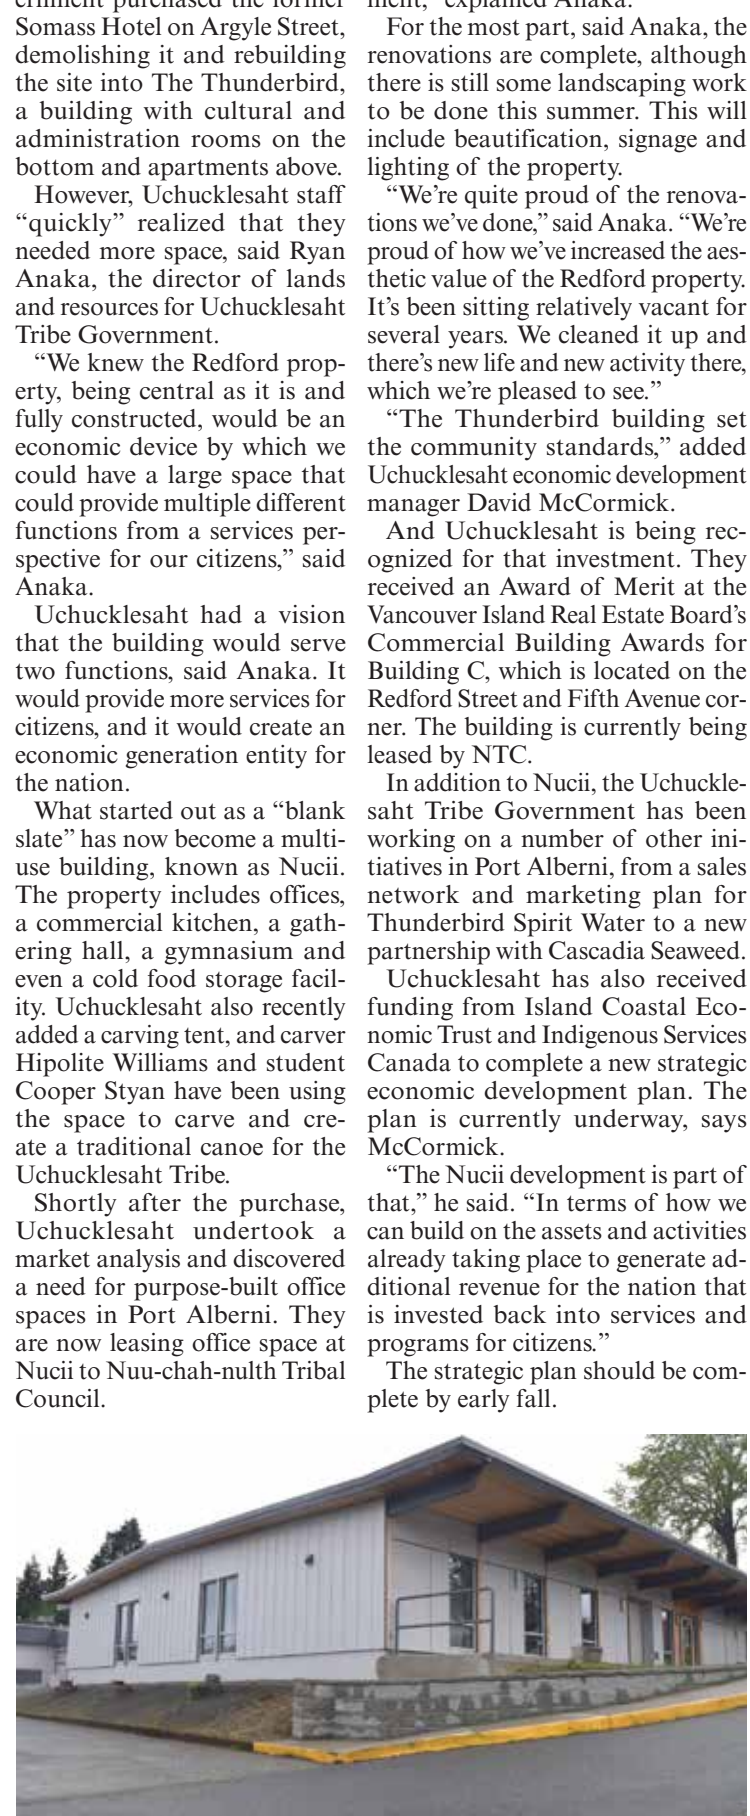 ernment purchased the former
Somass Hotel on Argyle Street,
demolishing it and rebuilding
the site into The Thunderbird,
a building with cultural and
administration rooms on the
bottom and apartments above.
However, Uchucklesaht staff
“quickly” realized that they
needed more space, said Ryan
Anaka, the director of lands
and resources for Uchucklesaht
Tribe Government.
“We knew the Redford prop-
erty, being central as it is and
fully constructed, would be an
economic device by which we
could have a large space that
could provide multiple different
functions from a services per-
spective for our citizens,” said
Anaka.
Uchucklesaht had a vision
that the building would serve
two functions, said Anaka. It
would provide more services for
citizens, and it would create an
economic generation entity for
the nation.
What started out as a “blank
slate” has now become a multi-
use building, known as Nucii.
The property includes offices,
a commercial kitchen, a gath-
ering hall, a gymnasium and
even a cold food storage facil-
ity. Uchucklesaht also recently
added a carving tent, and carver
Hipolite Williams and student
Cooper Styan have been using
the space to carve and cre-
ate a traditional canoe for the
Uchucklesaht Tribe.
Shortly after the purchase,
Uchucklesaht undertook a
market analysis and discovered
a need for purpose-built office
spaces in Port Alberni. They
are now leasing office space at
Nucii to Nuu-chah-nulth Tribal
Council.
ment,” explained Anaka.
For the most part, said Anaka, the
renovations are complete, although
there is still some landscaping work
to be done this summer. This will
include beautification, signage and
lighting of the property.
“We’re quite proud of the renova-
tions we’ve done,” said Anaka. “We’re
proud of how we’ve increased the aes-
thetic value of the Redford property.
It’s been sitting relatively vacant for
several years. We cleaned it up and
there’s new life and new activity there,
which we’re pleased to see.”
“The Thunderbird building set
the community standards,” added
Uchucklesaht economic development
manager David McCormick.
And Uchucklesaht is being rec-
ognized for that investment. They
received an Award of Merit at the
Vancouver Island Real Estate Board’s
Commercial Building Awards for
Building C, which is located on the
Redford Street and Fifth Avenue cor-
ner. The building is currently being
leased by NTC.
In addition to Nucii, the Uchuckle-
saht Tribe Government has been
working on a number of other ini-
tiatives in Port Alberni, from a sales
network and marketing plan for
Thunderbird Spirit Water to a new
partnership with Cascadia Seaweed.
Uchucklesaht has also received
funding from Island Coastal Eco-
nomic Trust and Indigenous Services
Canada to complete a new strategic
economic development plan. The
plan is currently underway, says
McCormick.
“The Nucii development is part of
that,” he said. “In terms of how we
can build on the assets and activities
already taking place to generate ad-
ditional revenue for the nation that
is invested back into services and
programs for citizens.”
The strategic plan should be com-
plete by early fall.